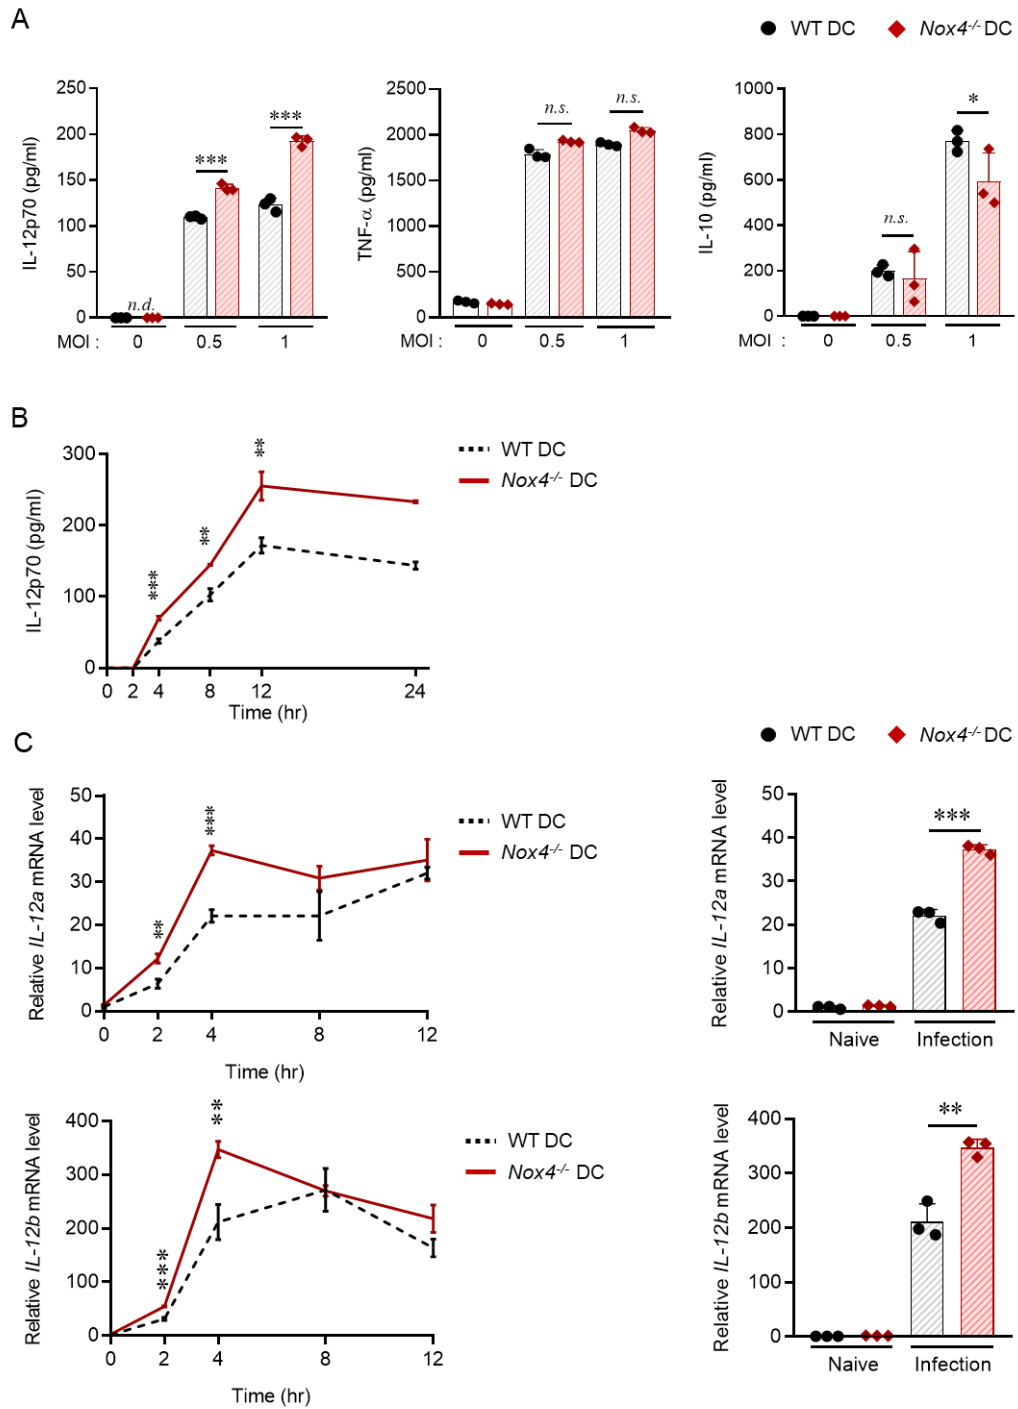 A
WT DC
Nox4-/- DC
IL-12p70 (pg/ml)
250
200
150
100
50
0
n.d.
***
***
MOI : 0 0.5 1
TNF-α (pg/ml)
2500
2000
1500
1000
500
0
n.s.
n.s.
MOI : 0 0.5 1
IL-10 (pg/ml)
1000
800
600
400
200
0
n.s.
*
MOI : 0 0.5 1
B
IL-12p70 (pg/ml)
300
200
100
0
***
**
**
0 2 4 8 12 24
Time (hr)
WT DC
Nox4-/- DC
C
WT DC
Nox4-/- DC
Relative IL-12a mRNA level
50
40
30
20
10
0
**
***
0 2 4 8 12
Time (hr)
WT DC
Nox4-/- DC
Relative IL-12a mRNA level
50
40
30
20
10
0
***
Naive Infection
Relative IL-12b mRNA level
400
300
200
100
0
***
**
0 2 4 8 12
Time (hr)
WT DC
Nox4-/- DC
Relative IL-12b mRNA level
400
300
200
100
0
**
Naive Infection